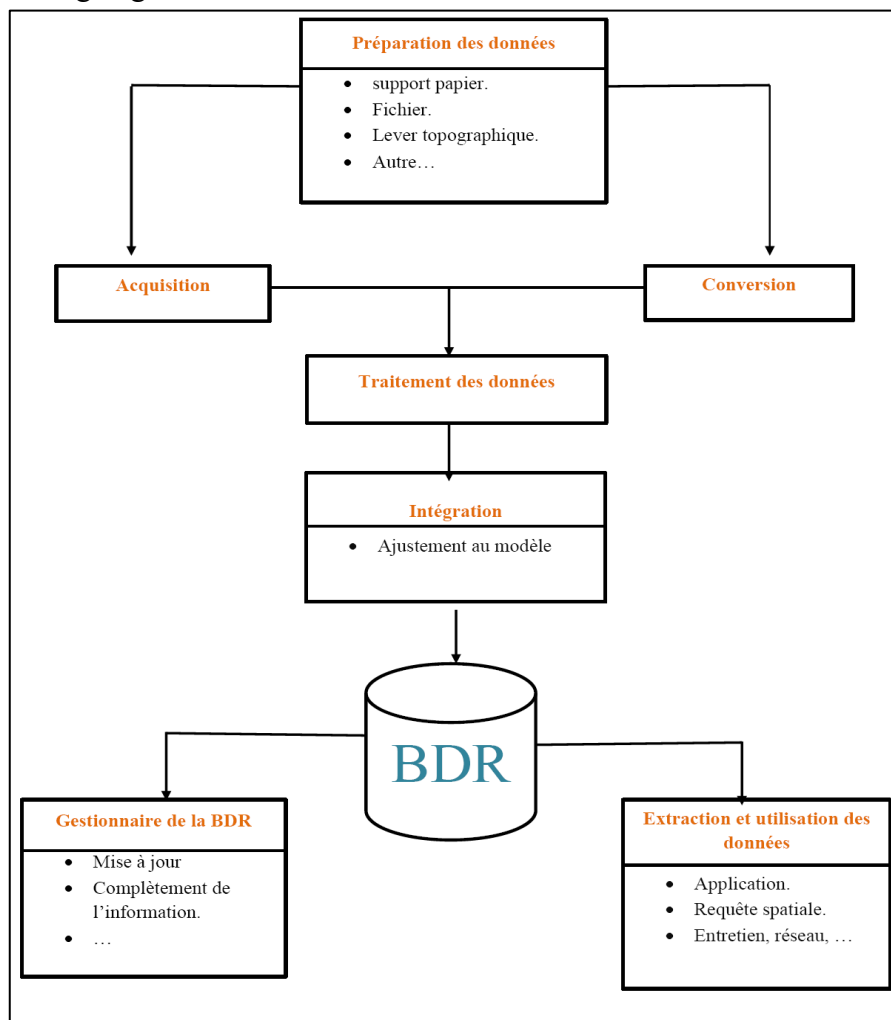 Préparation des données
• support papier.
• Fichier.
• Lever topographique.
• Autre…
Acquisition
Conversion
Traitement des données
Intégration
• Ajustement au modèle
BDR
Gestionnaire de la BDR
• Mise à jour
• Complètement de
l’information.
• …
Extraction et utilisation des
données
• Application.
• Requête spatiale.
• Entretien, réseau, …